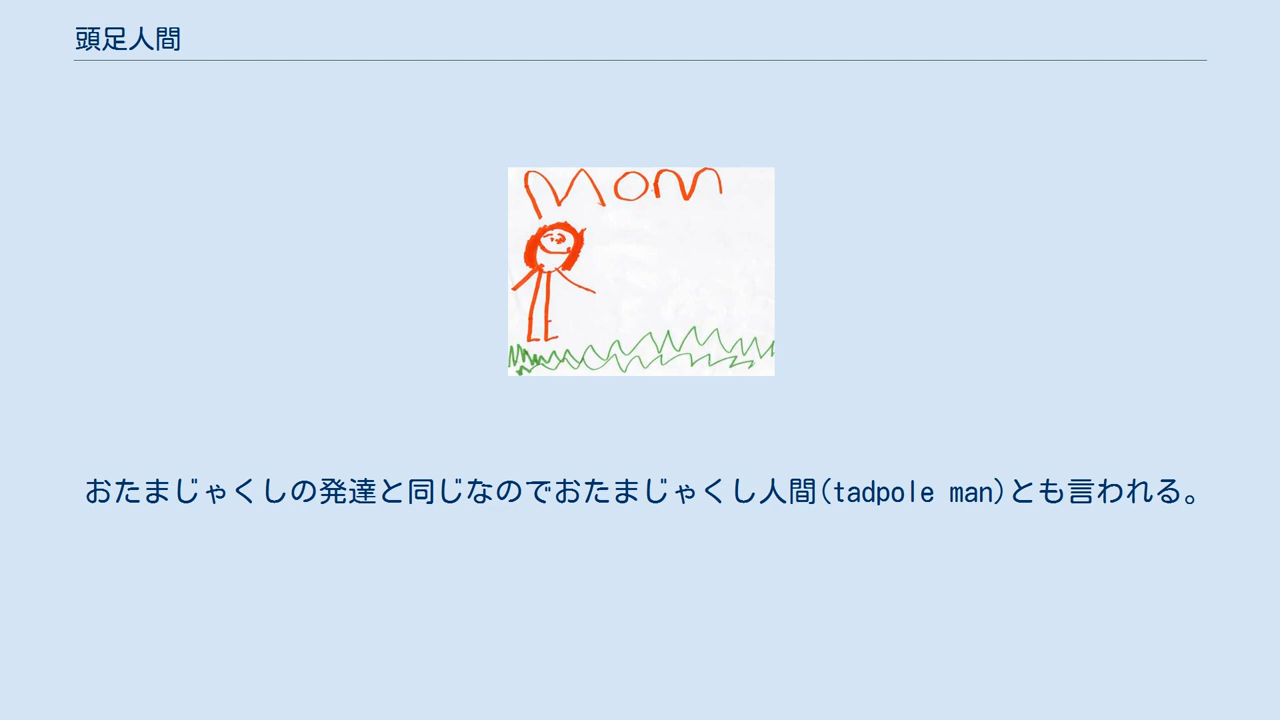 頭足人間
Mom
おたまじゃくしの発達と同じなのでおたまじゃくし人間(tadpole man)とも言われる。